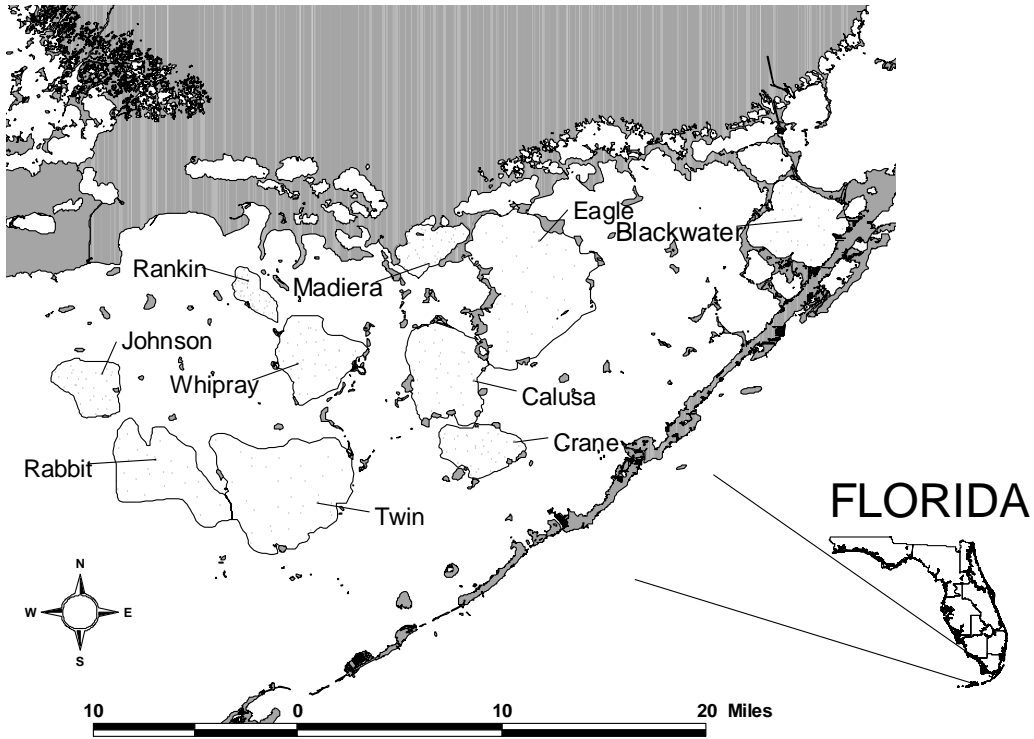 Eagle
Blackwater
Rankin
Madiera
Johnson
Whipray
Calusa
Crane
Rabbit
Twin
FLORIDA
N
W E
S
10 0 10 20 Miles